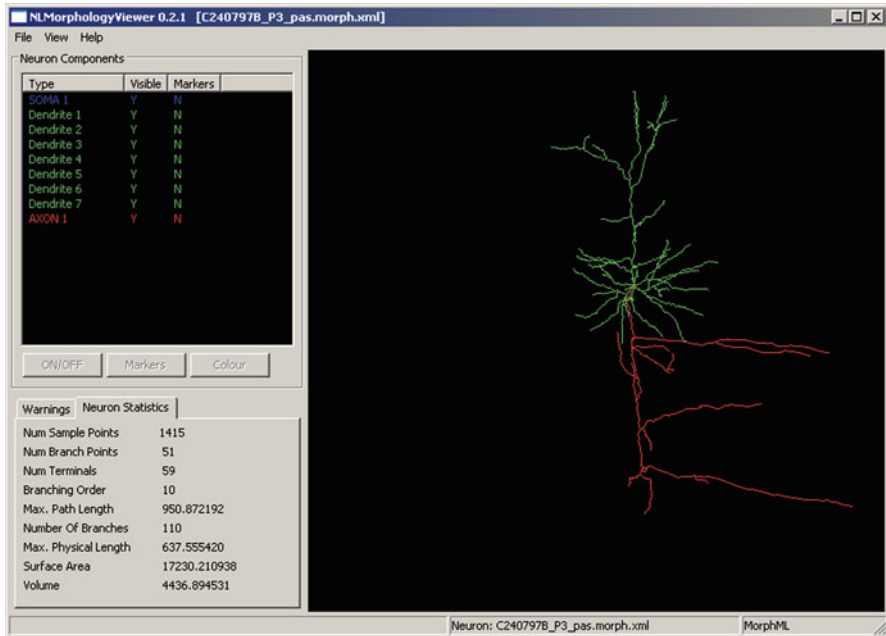 NLMorphologyViewer 0.2.1 [C240797B_P3_pas.morph.xml]
File View Help
Neuron Components
Type Visible Markers
SOMA 1 Y N
Dendrite 1 Y N
Dendrite 2 Y N
Dendrite 3 Y N
Dendrite 4 Y N
Dendrite 5 Y N
Dendrite 6 Y N
Dendrite 7 Y N
AXON 1 Y N
ON/OFF Markers Colour
Warnings Neuron Statistics
Num Sample Points 1415
Num Branch Points 51
Num Terminals 59
Branching Order 10
Max. Path Length 950.872192
Number Of Branches 110
Max. Physical Length 637.555420
Surface Area 17230.210938
Volume 4436.894531
Neuron: C240797B_P3_pas.morph.xml MorphML